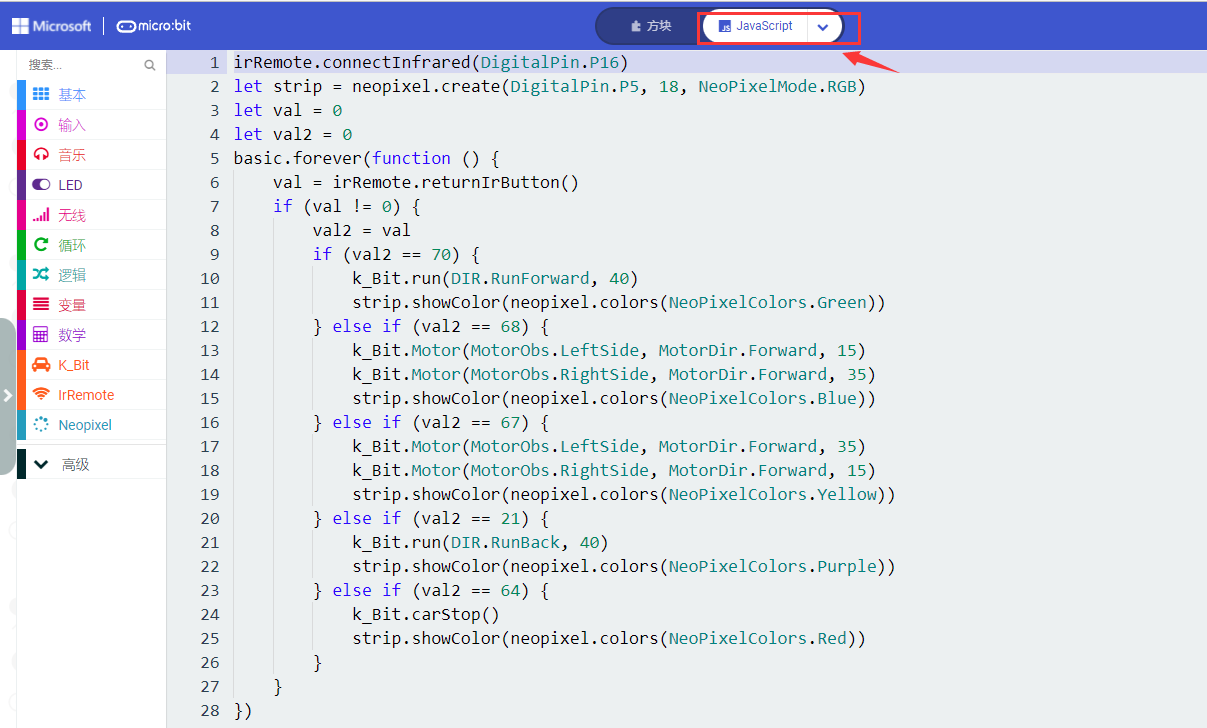 Microsoft micro:bit 方块 JavaScript
搜索...
基本
输入
音乐
LED
无线
循环
逻辑
变量
数学
K_Bit
IrRemote
Neopixel
高级
1 irRemote.connectInfrared(DigitalPin.P16)
2 let strip = neopixel.create(DigitalPin.P5, 18, NeoPixelMode.RGB)
3 let val = 0
4 let val2 = 0
5 basic.forever(function () {
6     val = irRemote.returnIrButton()
7     if (val != 0) {
8         val2 = val
9         if (val2 == 70) {
10             k_Bit.run(DIR.RunForward, 40)
11             strip.showColor(neopixel.colors(NeoPixelColors.Green))
12         } else if (val2 == 68) {
13             k_Bit.Motor(MotorObs.LeftSide, MotorDir.Forward, 15)
14             k_Bit.Motor(MotorObs.RightSide, MotorDir.Forward, 35)
15             strip.showColor(neopixel.colors(NeoPixelColors.Blue))
16         } else if (val2 == 67) {
17             k_Bit.Motor(MotorObs.LeftSide, MotorDir.Forward, 35)
18             k_Bit.Motor(MotorObs.RightSide, MotorDir.Forward, 15)
19             strip.showColor(neopixel.colors(NeoPixelColors.Yellow))
20         } else if (val2 == 21) {
21             k_Bit.run(DIR.RunBack, 40)
22             strip.showColor(neopixel.colors(NeoPixelColors.Purple))
23         } else if (val2 == 64) {
24             k_Bit.carStop()
25             strip.showColor(neopixel.colors(NeoPixelColors.Red))
26         }
27     }
28 })